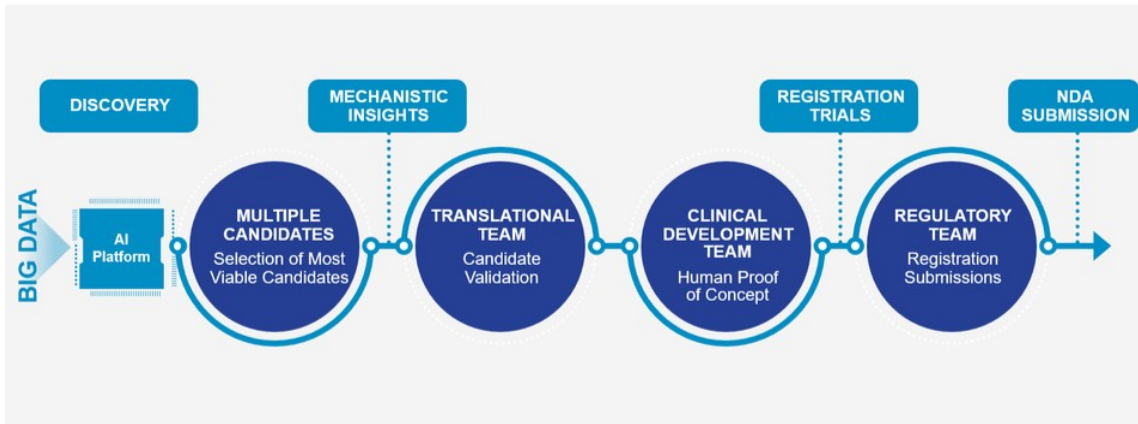 DISCOVERY
MECHANISTIC
INSIGHTS
REGISTRATION
TRIALS
NDA
SUBMISSION
BIG DATA
AI
Platform
MULTIPLE
CANDIDATES
Selection of Most
Viable Candidates
TRANSLATIONAL
TEAM
Candidate
Validation
CLINICAL
DEVELOPMENT
TEAM
Human Proof
of Concept
REGULATORY
TEAM
Registration
Submissions